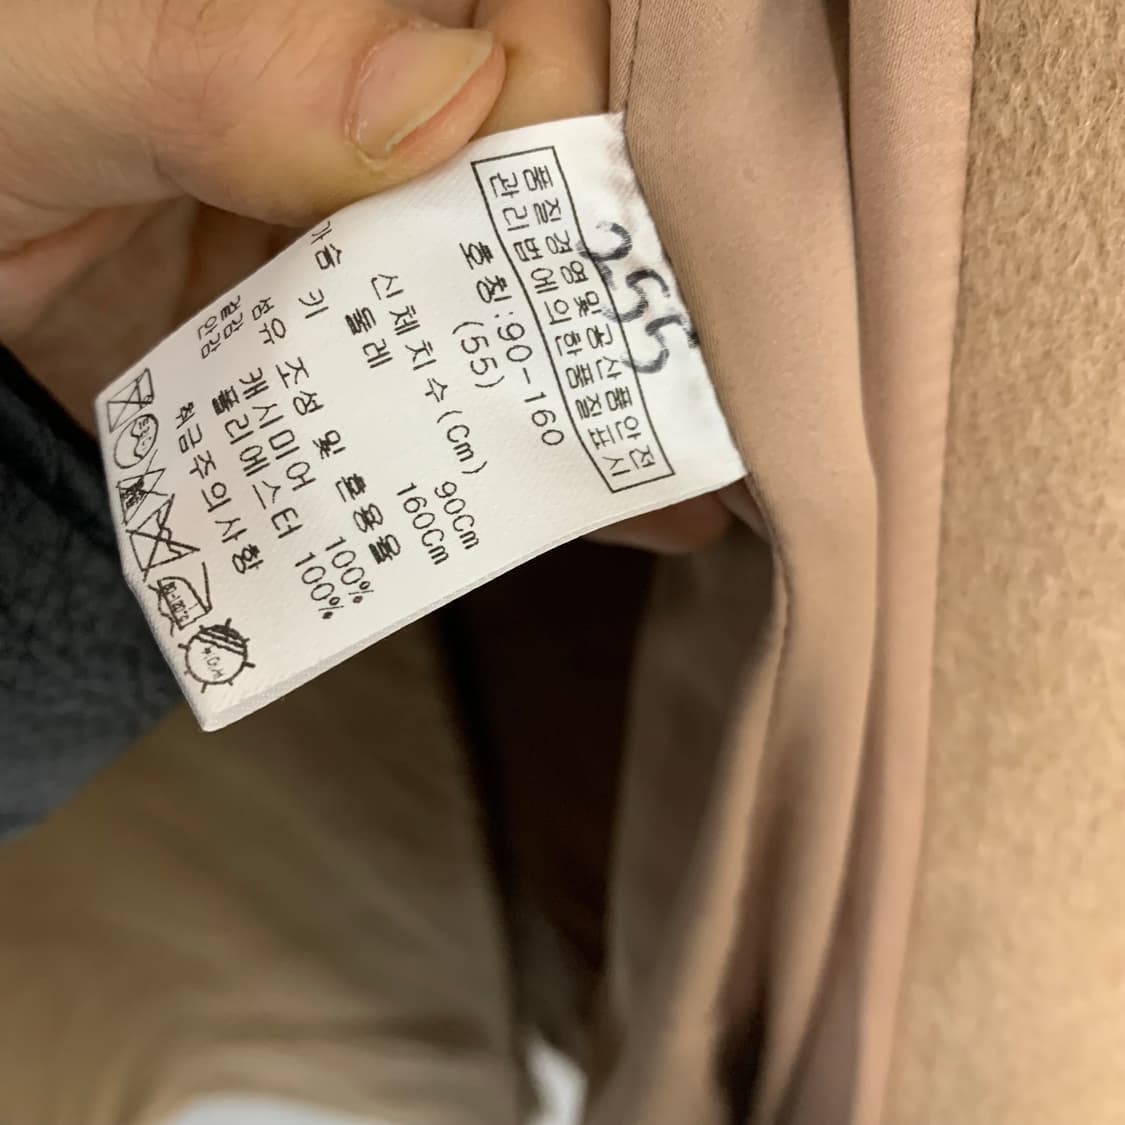 255
품질경영및공산품안전
관리법에의한품질표시
호칭:90-160
(55)
신체치수(Cm)
가슴 둘레 90Cm
키 160Cm
섬유 조성 및 혼용율
겉감 캐시미어 100%
안감 폴리에스터 100%
취급주의사항